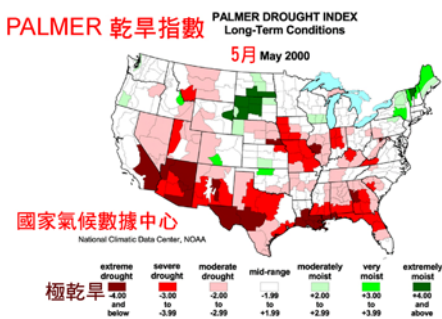 PALMER 乾旱指數
PALMER DROUGHT INDEX
Long-Term Conditions
5月 May 2000
國家氣候數據中心
National Climatic Data Center, NOAA
極乾旱
extreme drought -4.00 and below
severe drought -3.00 to -3.99
moderate drought -2.00 to -2.99
mid-range -1.99 to +1.99
moderately moist +2.00 to +2.99
very moist +3.00 to +3.99
extremely moist +4.00 and above